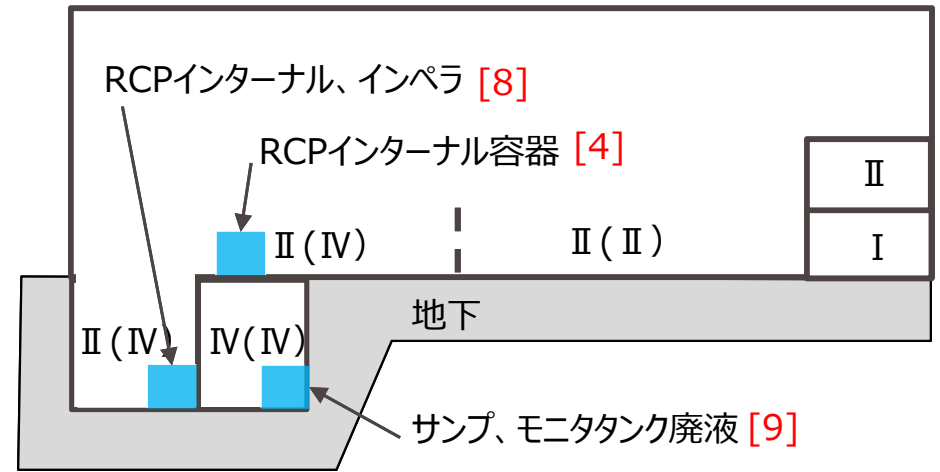 RCPインターナル、インペラ [8]
RCPインターナル容器 [4]
Ⅱ
Ⅱ(Ⅳ)
Ⅱ(Ⅱ)
Ⅰ
地下
Ⅱ(Ⅳ)
Ⅳ(Ⅳ)
サンプ、モニタタンク廃液 [9]